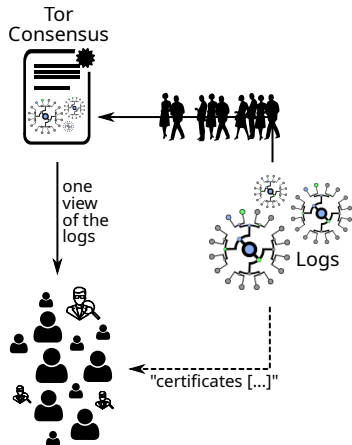 Tor
Consensus
one
view
of the
logs
Logs
"certificates [...]"